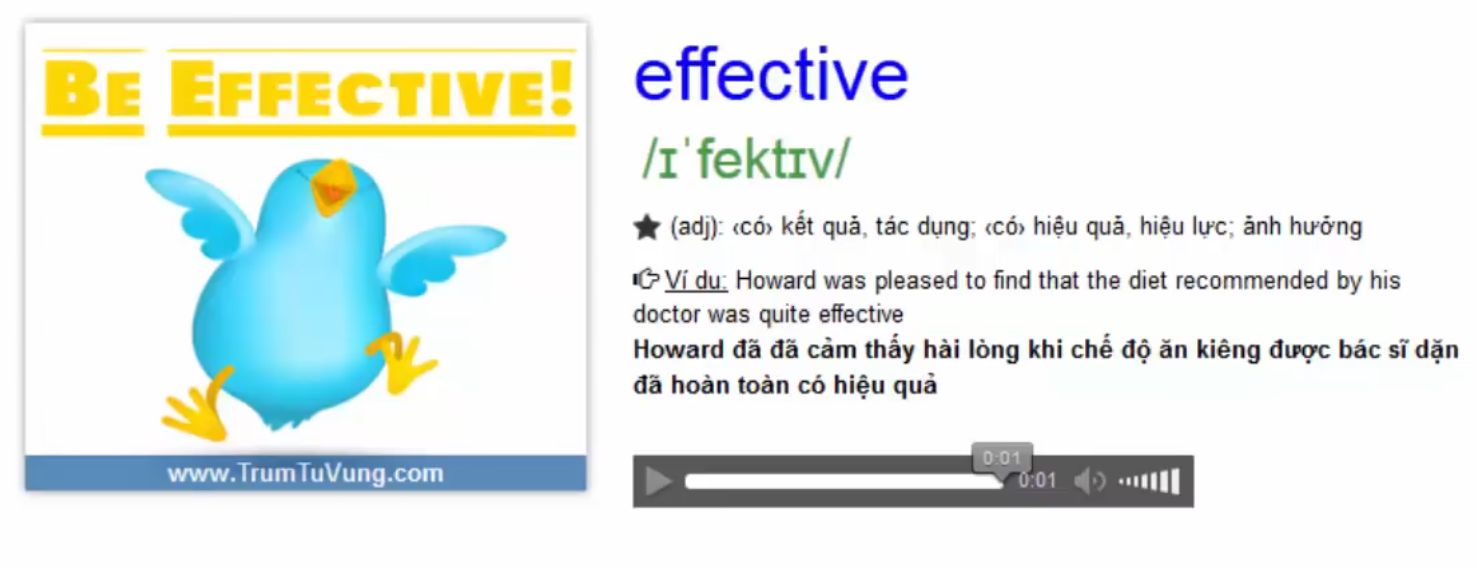 BE EFFECTIVE!
www.TrumTuVung.com
effective
/ɪˈfektɪv/
(adj): ‹có› kết quả, tác dụng; ‹có› hiệu quả, hiệu lực; ảnh hưởng
Ví du: Howard was pleased to find that the diet recommended by his
doctor was quite effective
Howard đã đã cảm thấy hài lòng khi chế độ ăn kiêng được bác sĩ dặn
đã hoàn toàn có hiệu quả
0:01
0:01